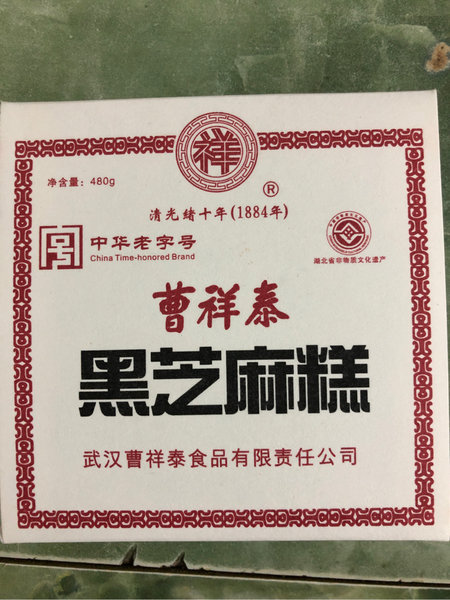 祥
®
净含量：480g
清光绪十年(1884年)
中华老字号
China Time-honored Brand
湖北省非物质文化遗产
曹祥泰
黑芝麻糕
武汉曹祥泰食品有限责任公司